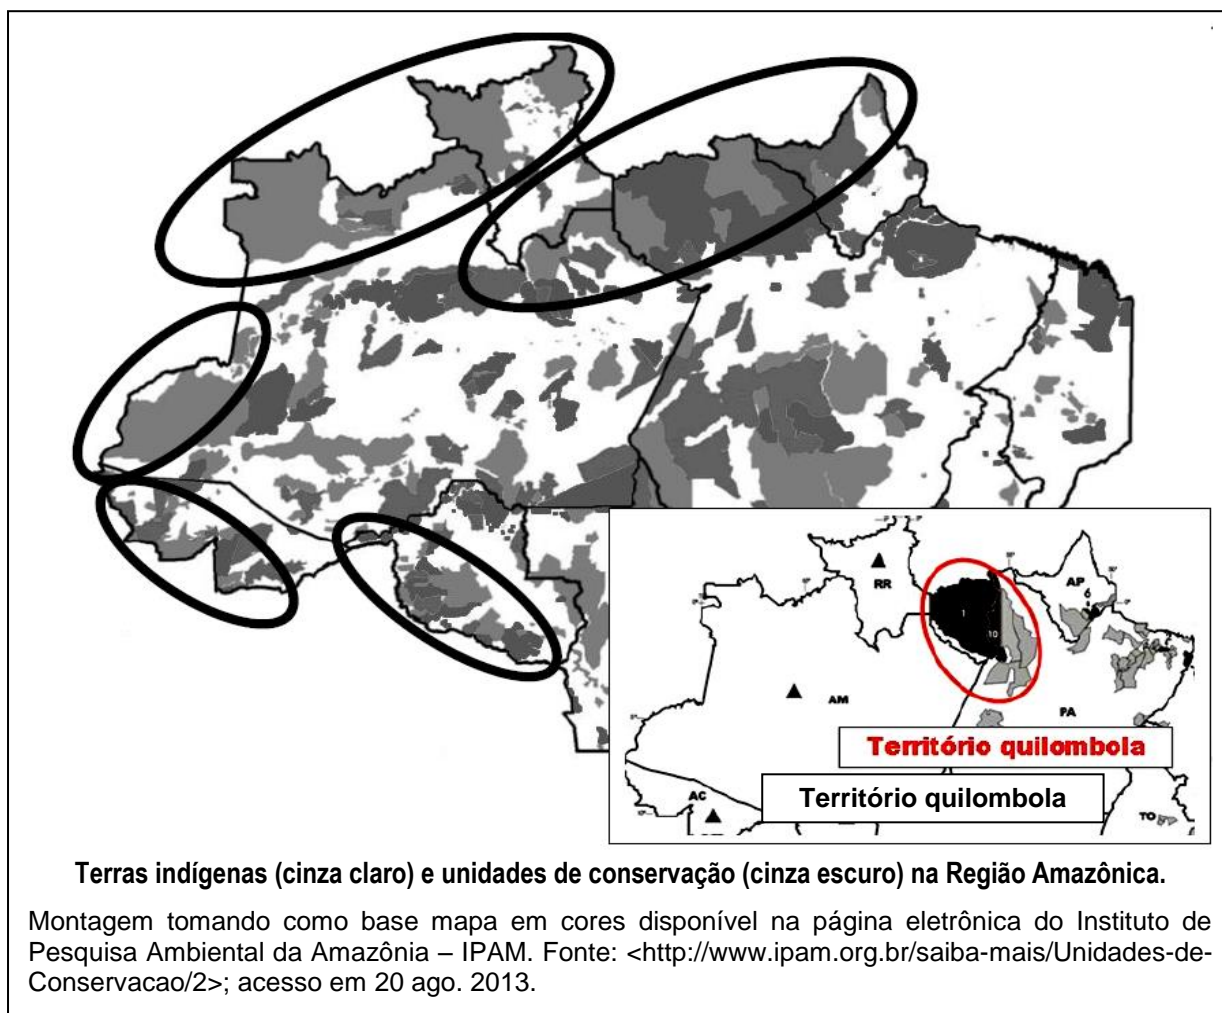 RR
AP
6
1
10
AM
PA
Território quilombola
Território quilombola
AC
TO
Terras indígenas (cinza claro) e unidades de conservação (cinza escuro) na Região Amazônica.
Montagem tomando como base mapa em cores disponível na página eletrônica do Instituto de
Pesquisa Ambiental da Amazônia – IPAM. Fonte: <http://www.ipam.org.br/saiba-mais/Unidades-de-
Conservacao/2>; acesso em 20 ago. 2013.